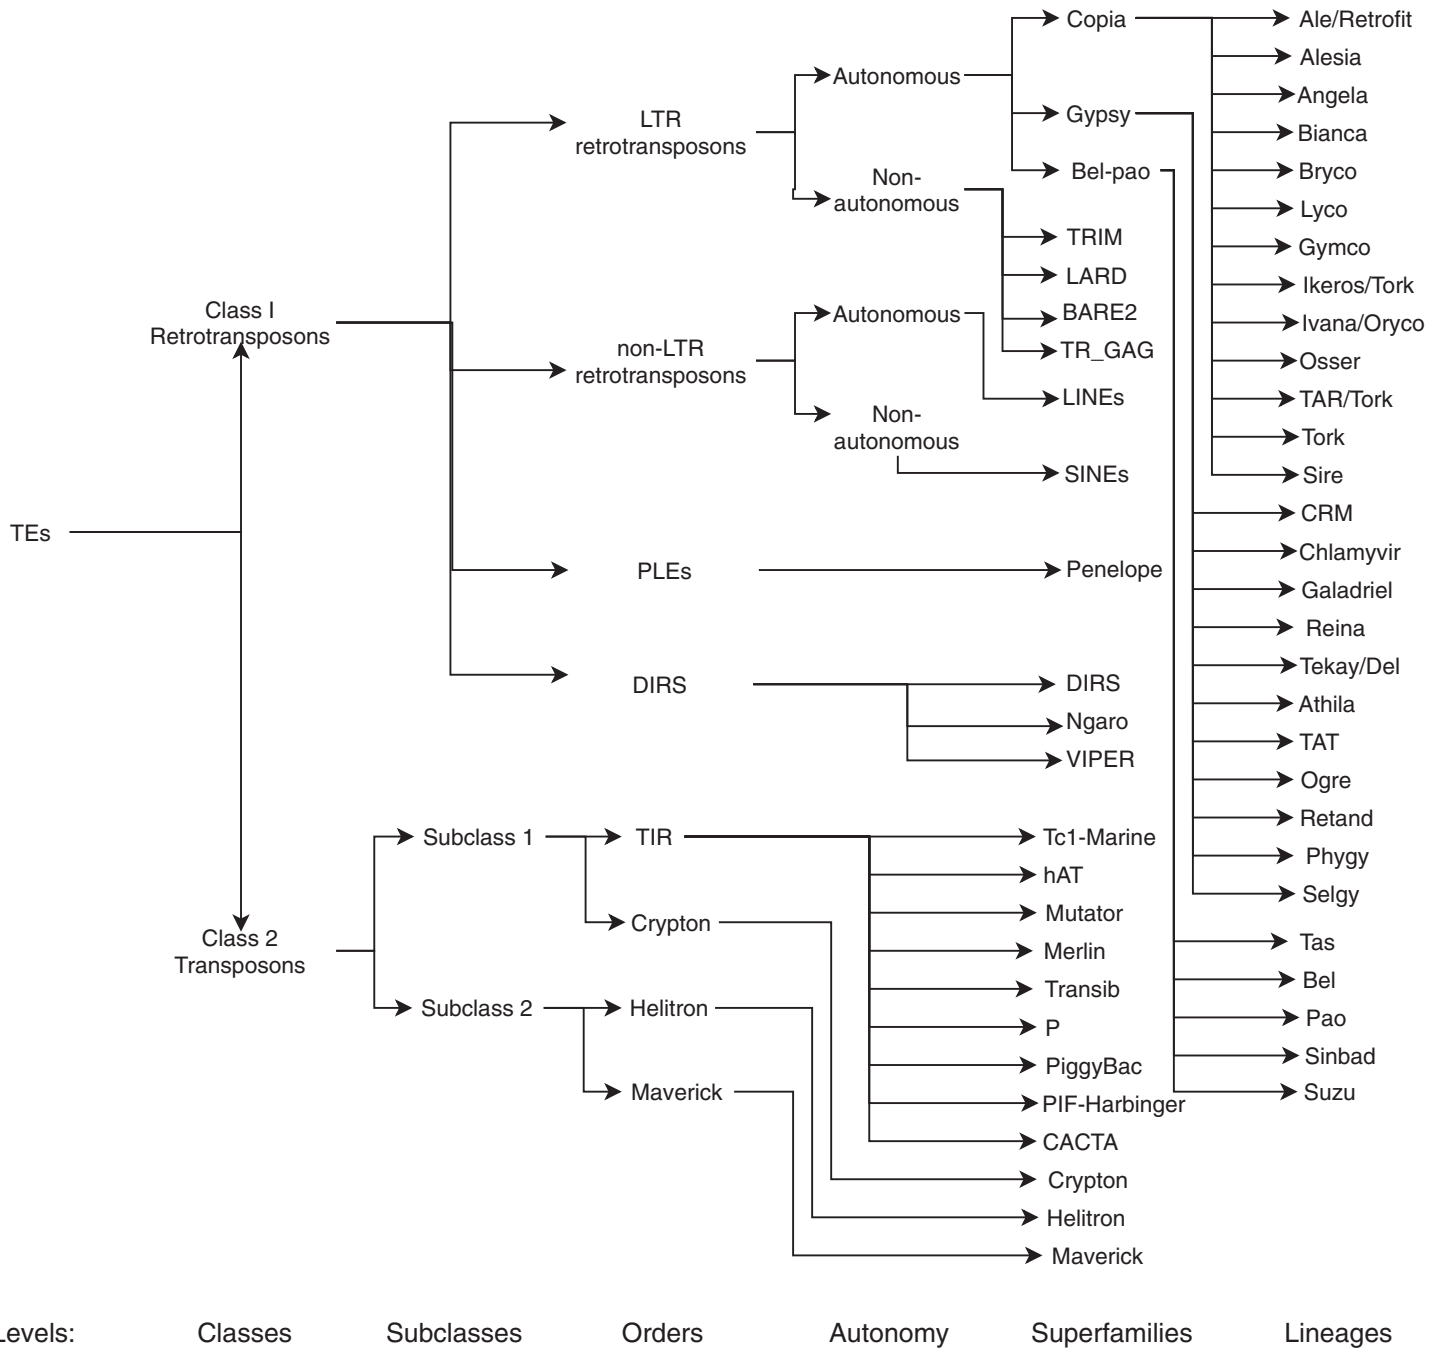 Copia
Ale/Retrofit
Alesia
Autonomous
Angela
LTR
retrotransposons
Gypsy
Bianca
Bel-pao
Bryco
Non-
autonomous
Lyco
TRIM
Gymco
LARD
Ikeros/Tork
Class I
Retrotransposons
Autonomous
BARE2
Ivana/Oryco
non-LTR
retrotransposons
TR_GAG
Osser
LINEs
TAR/Tork
Non-
autonomous
Tork
SINEs
Sire
CRM
TEs
Chlamyvir
PLEs
Penelope
Galadriel
Reina
Tekay/Del
DIRS
DIRS
Athila
Ngaro
TAT
VIPER
Ogre
Retand
Subclass 1
TIR
Tc1-Marine
Phygy
hAT
Selgy
Mutator
Crypton
Class 2
Transposons
Tas
Merlin
Bel
Transib
Subclass 2
Helitron
Pao
P
Sinbad
PiggyBac
Maverick
Suzu
PIF-Harbinger
CACTA
Crypton
Helitron
Maverick
evels: Classes Subclasses Orders Autonomy Superfamilies Lineages